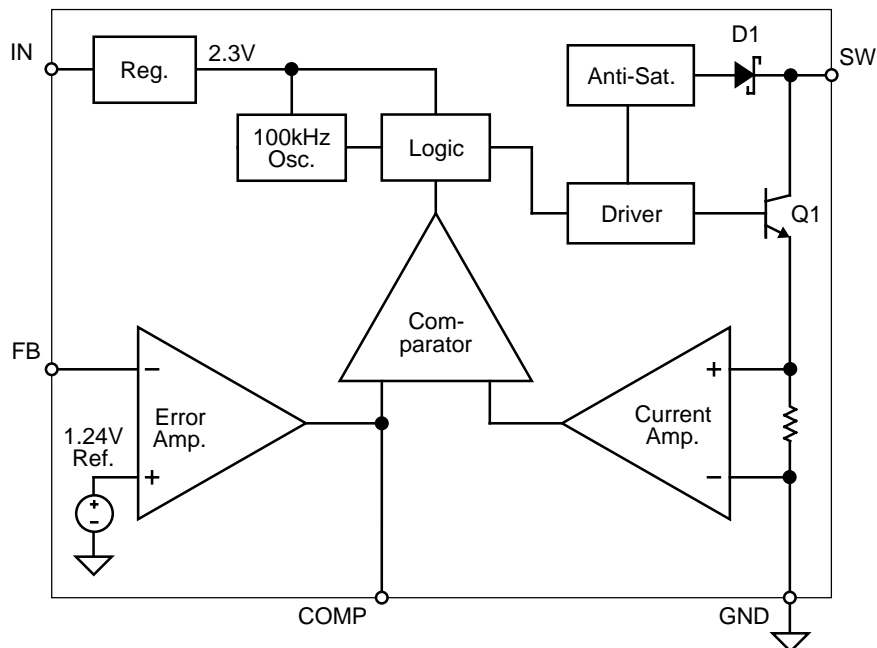 D1
IN
Reg.
2.3V
Anti-Sat.
SW
100kHz
Osc.
Logic
Driver
Q1
Com-
parator
FB
−
+
Error
Amp.
Current
Amp.
1.24V
Ref.
+
−
+
−
COMP
GND